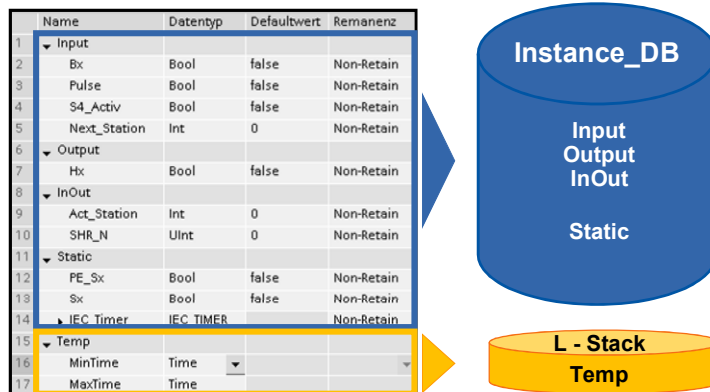 Name Datentyp Defaultwert Remanenz
1 Input
2 Bx Bool false Non-Retain
3 Pulse Bool false Non-Retain
4 S4_Activ Bool false Non-Retain
5 Next_Station Int 0 Non-Retain
6 Output
7 Hx Bool false Non-Retain
8 InOut
9 Act_Station Int 0 Non-Retain
10 SHR_N UInt 0 Non-Retain
11 Static
12 PE_Sx Bool false Non-Retain
13 Sx Bool false Non-Retain
14 IEC_Timer IEC_TIMER Non-Retain
15 Temp
16 MinTime Time
17 MaxTime Time
Instance_DB
Input
Output
InOut
Static
L - Stack
Temp